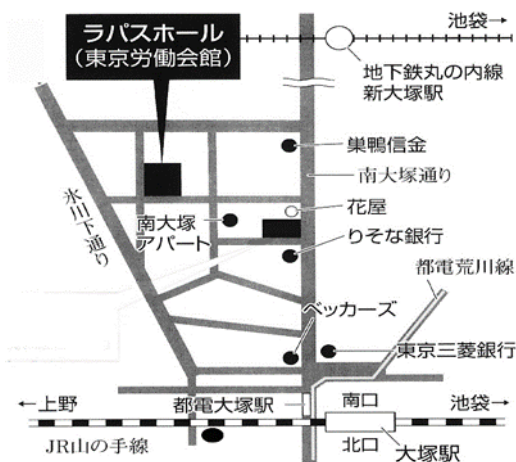 ラパスホール
(東京労働会館)
池袋→
地下鉄丸の内線
新大塚駅
巣鴨信金
南大塚通り
氷川下通り
花屋
南大塚
アパート
りそな銀行
都電荒川線
ベッカーズ
東京三菱銀行
←上野
都電大塚駅
南口
池袋→
JR山の手線
北口
大塚駅